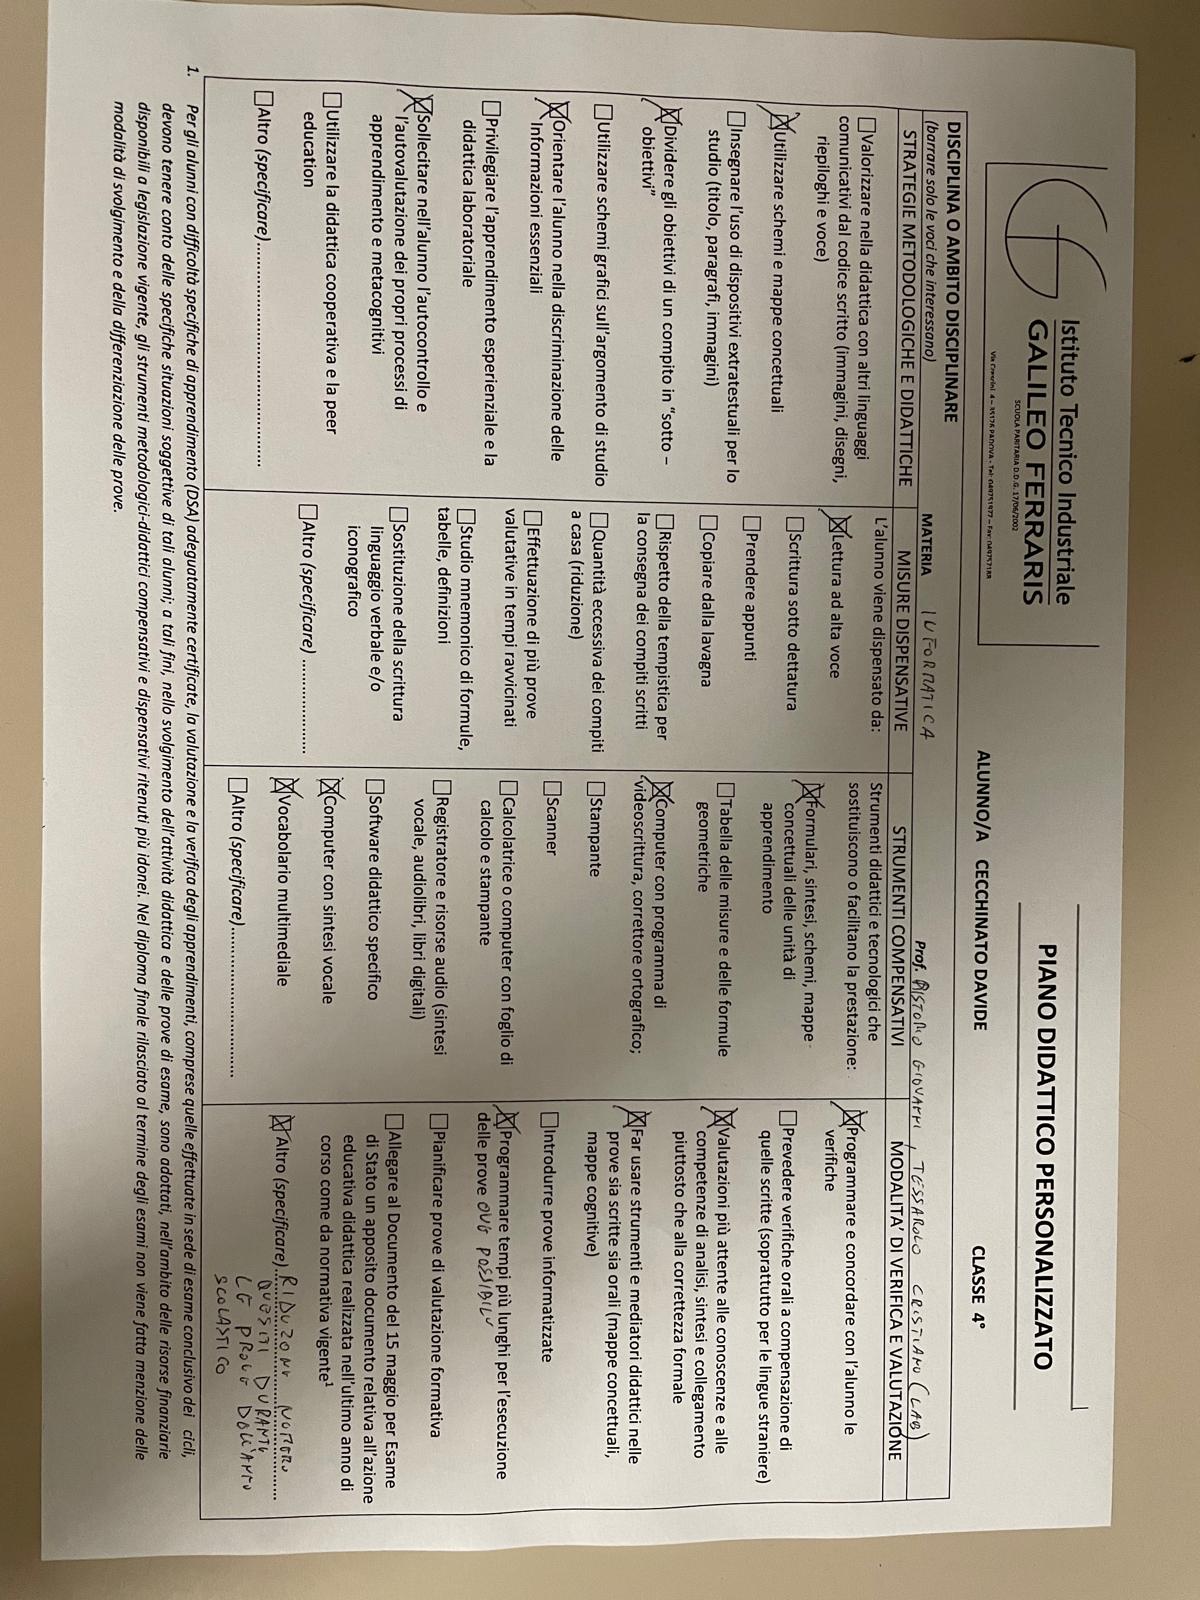 Istituto Tecnico Industriale
GALILEO FERRARIS
SCUOLA PARITARIA D.D.G. 17/06/2002
Via Crescini, 4 – 35126 PADOVA - Tel: 049751977 – Fax: 049757188
PIANO DIDATTICO PERSONALIZZATO
ALUNNO/A CECCHINATO DAVIDE
CLASSE 4°
DISCIPLINA O AMBITO DISCIPLINARE
(barrare solo le voci che interessano)
MATERIA INFORMATICA
Prof. GIOVANNI, TESSAROLO CRISTIANO (LAB)
STRATEGIE METODOLOGICHE E DIDATTICHE
Valorizzare nella didattica con altri linguaggi
comunicativi dal codice scritto (immagini, disegni,
riepiloghi e voce)
Utilizzare schemi e mappe concettuali
Insegnare l'uso di dispositivi extratestuali per lo
studio (titolo, paragrafi, immagini)
Dividere gli obiettivi di un compito in "sotto –
obiettivi"
Utilizzare schemi grafici sull'argomento di studio
Orientare l'alunno nella discriminazione delle
Informazioni essenziali
Privilegiare l'apprendimento esperienziale e la
didattica laboratoriale
Sollecitare nell'alunno l'autocontrollo e
l'autovalutazione dei propri processi di
apprendimento e metacognitivi
Utilizzare la didattica cooperativa e la peer
education
Altro (specificare)..............................................
MISURE DISPENSATIVE
L'alunno viene dispensato da:
Lettura ad alta voce
Scrittura sotto dettatura
Prendere appunti
Copiare dalla lavagna
Rispetto della tempistica per
la consegna dei compiti scritti
Quantità eccessiva dei compiti
a casa (riduzione)
Effettuazione di più prove
valutative in tempi ravvicinati
Studio mnemonico di formule,
tabelle, definizioni
Sostituzione della scrittura
linguaggio verbale e/o
iconografico
Altro (specificare) ...................
STRUMENTI COMPENSATIVI
Strumenti didattici e tecnologici che
sostituiscono o facilitano la prestazione:
Formulari, sintesi, schemi, mappe
concettuali delle unità di
apprendimento
Tabella delle misure e delle formule
geometriche
Computer con programma di
videoscrittura, correttore ortografico;
Stampante
Scanner
Calcolatrice o computer con foglio di
calcolo e stampante
Registratore e risorse audio (sintesi
vocale, audiolibri, libri digitali)
Software didattico specifico
Computer con sintesi vocale
Vocabolario multimediale
Altro (specificare)..............................
MODALITA' DI VERIFICA E VALUTAZIONE
Programmare e concordare con l'alunno le
verifiche
Prevedere verifiche orali a compensazione di
quelle scritte (soprattutto per le lingue straniere)
Valutazioni più attente alle conoscenze e alle
competenze di analisi, sintesi e collegamento
piuttosto che alla correttezza formale
Far usare strumenti e mediatori didattici nelle
prove sia scritte sia orali (mappe concettuali,
mappe cognitive)
Introdurre prove informatizzate
Programmare tempi più lunghi per l'esecuzione
delle prove OVE POSSIBILE
Pianificare prove di valutazione formativa
Allegare al Documento del 15 maggio per Esame
di Stato un apposito documento relativa all'azione
educativa didattica realizzata nell'ultimo anno di
corso come da normativa vigente¹
Altro (specificare)..RIDUZIONE NUMERO
QUESITI DURANTE
LE PROVE DELL'ANNO
SCOLASTICO
1. Per gli alunni con difficoltà specifiche di apprendimento (DSA) adeguatamente certificate, la valutazione e la verifica degli apprendimenti, comprese quelle effettuate in sede di esame conclusivo dei cicli,
devono tenere conto delle specifiche situazioni soggettive di tali alunni; a tali fini, nello svolgimento dell'attività didattica e delle prove di esame, sono adottati, nell'ambito delle risorse finanziarie
disponibili a legislazione vigente, gli strumenti metodologici-didattici compensativi e dispensativi ritenuti più idonei. Nel diploma finale rilasciato al termine degli esami non viene fatta menzione delle
modalità di svolgimento e della differenziazione delle prove.